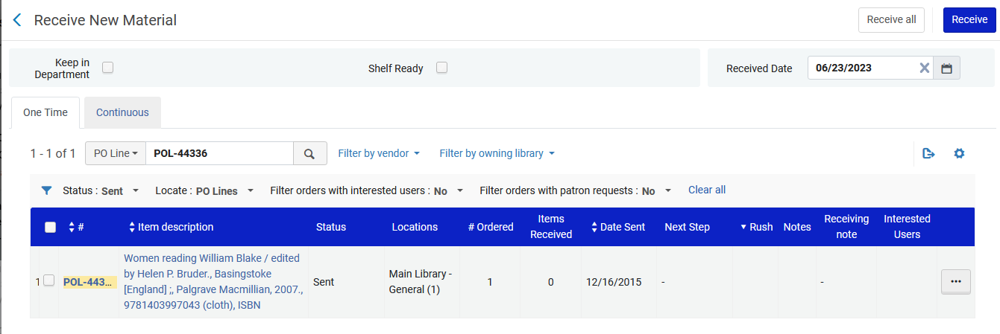 Receive New Material
Receive all
Receive
Keep in
Department
Shelf Ready
Received Date
06/23/2023
One Time
Continuous
1 - 1 of 1
PO Line
POL-44336
Filter by vendor
Filter by owning library
Status : Sent
Locate : PO Lines
Filter orders with interested users : No
Filter orders with patron requests : No
Clear all
#
Item description
Status
Locations
# Ordered
Items
Received
Date Sent
Next Step
Rush
Notes
Receiving
note
Interested
Users
1
POL-443...
Women reading William Blake / edited
by Helen P. Bruder., Basingstoke
[England] ;, Palgrave Macmillian, 2007.,
9781403997043 (cloth), ISBN
Sent
Main Library -
General (1)
1
0
12/16/2015
-
-